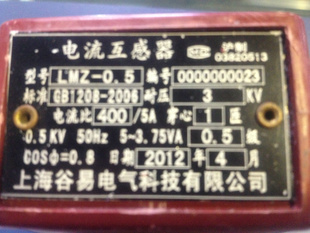 电流互感器 沪制
03820513
型号 LMZ-0.5 编号 0000000023
标准 GB1208-2006 耐压 3 KV
电流比 400 /5A 穿心 1 匝
0.5KV 50Hz 5-3.75VA 0.5 级
COSφ=0.8 日期 2012 年 4 月
上海谷易电气科技有限公司